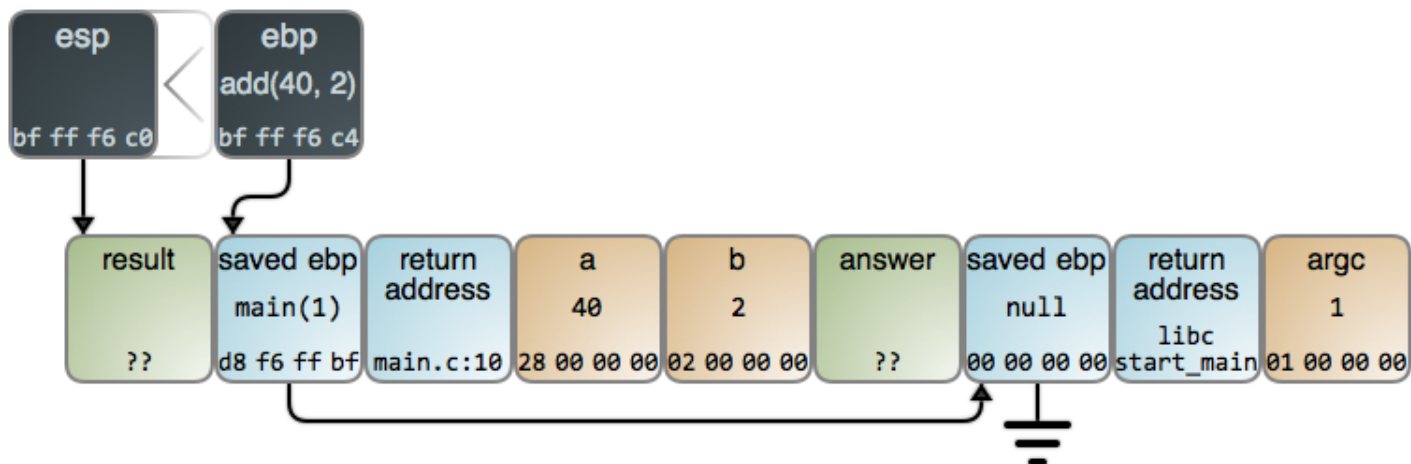 esp
bf ff f6 c0
ebp
add(40, 2)
bf ff f6 c4
result
??
saved ebp
main(1)
d8 f6 ff bf
return
address
main.c:10
a
40
28 00 00 00
b
2
02 00 00 00
answer
??
saved ebp
null
00 00 00 00
return
address
libc
start_main
argc
1
01 00 00 00